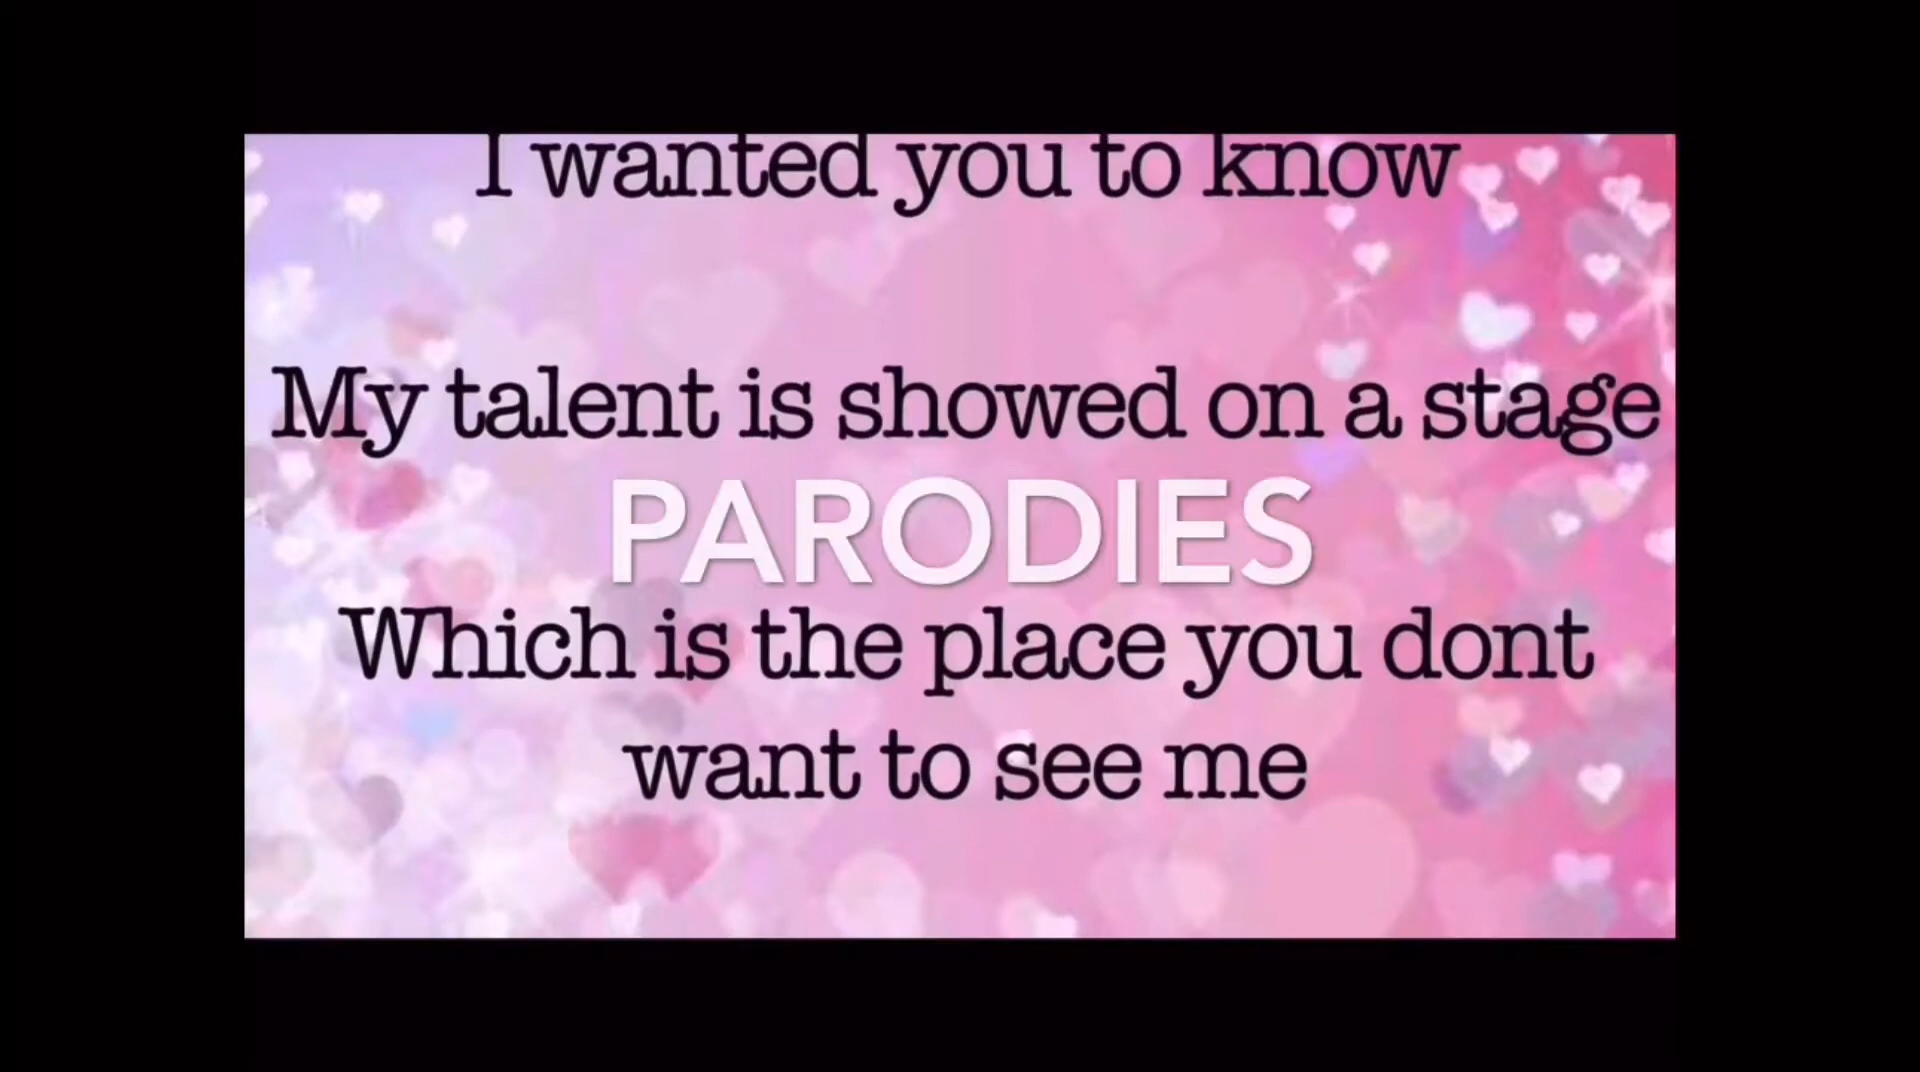 I wanted you to know
My talent is showed on a stage
PARODIES
Which is the place you dont
want to see me